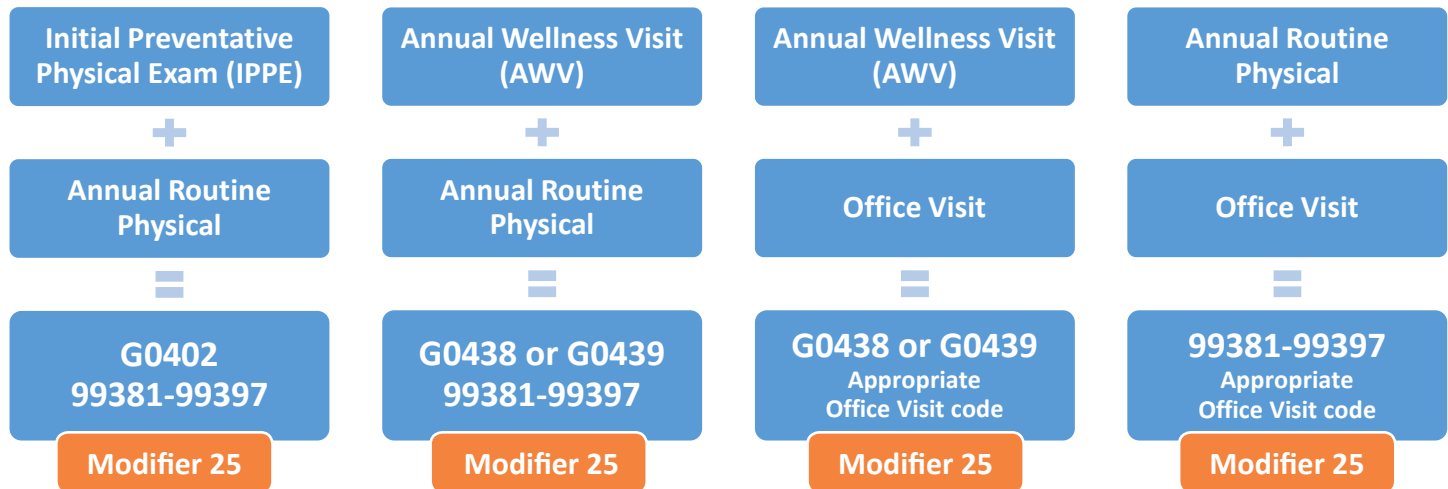 Initial Preventative
Physical Exam (IPPE)
+
Annual Routine
Physical
=
G0402
99381-99397
Modifier 25
Annual Wellness Visit
(AWV)
+
Annual Routine
Physical
=
G0438 or G0439
99381-99397
Modifier 25
Annual Wellness Visit
(AWV)
+
Office Visit
=
G0438 or G0439
Appropriate
Office Visit code
Modifier 25
Annual Routine
Physical
+
Office Visit
=
99381-99397
Appropriate
Office Visit code
Modifier 25